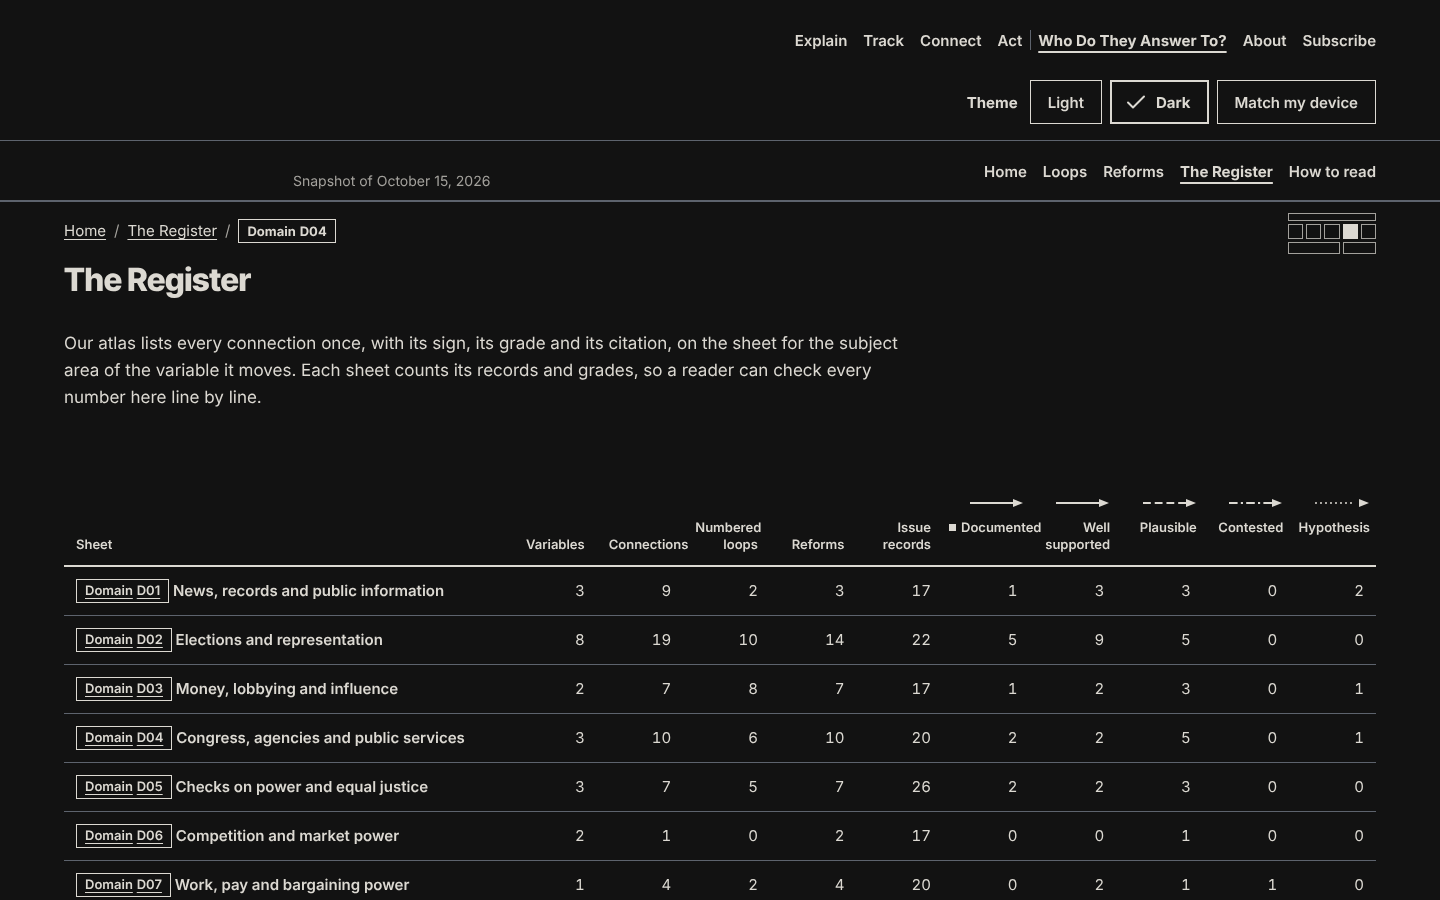 Explain Track Connect Act Who Do They Answer To? About Subscribe
Theme Light Dark Match my device
Snapshot of October 15, 2026
Home Loops Reforms The Register How to read
Home / The Register / Domain D04
The Register
Our atlas lists every connection once, with its sign, its grade and its citation, on the sheet for the subject
area of the variable it moves. Each sheet counts its records and grades, so a reader can check every
number here line by line.
Sheet Variables Connections Numbered loops Reforms Issue records Documented Well supported Plausible Contested Hypothesis
Domain D01 News, records and public information 3 9 2 3 17 1 3 3 0 2
Domain D02 Elections and representation 8 19 10 14 22 5 9 5 0 0
Domain D03 Money, lobbying and influence 2 7 8 7 17 1 2 3 0 1
Domain D04 Congress, agencies and public services 3 10 6 10 20 2 2 5 0 1
Domain D05 Checks on power and equal justice 3 7 5 7 26 2 2 3 0 0
Domain D06 Competition and market power 2 1 0 2 17 0 0 1 0 0
Domain D07 Work, pay and bargaining power 1 4 2 4 20 0 2 1 1 0